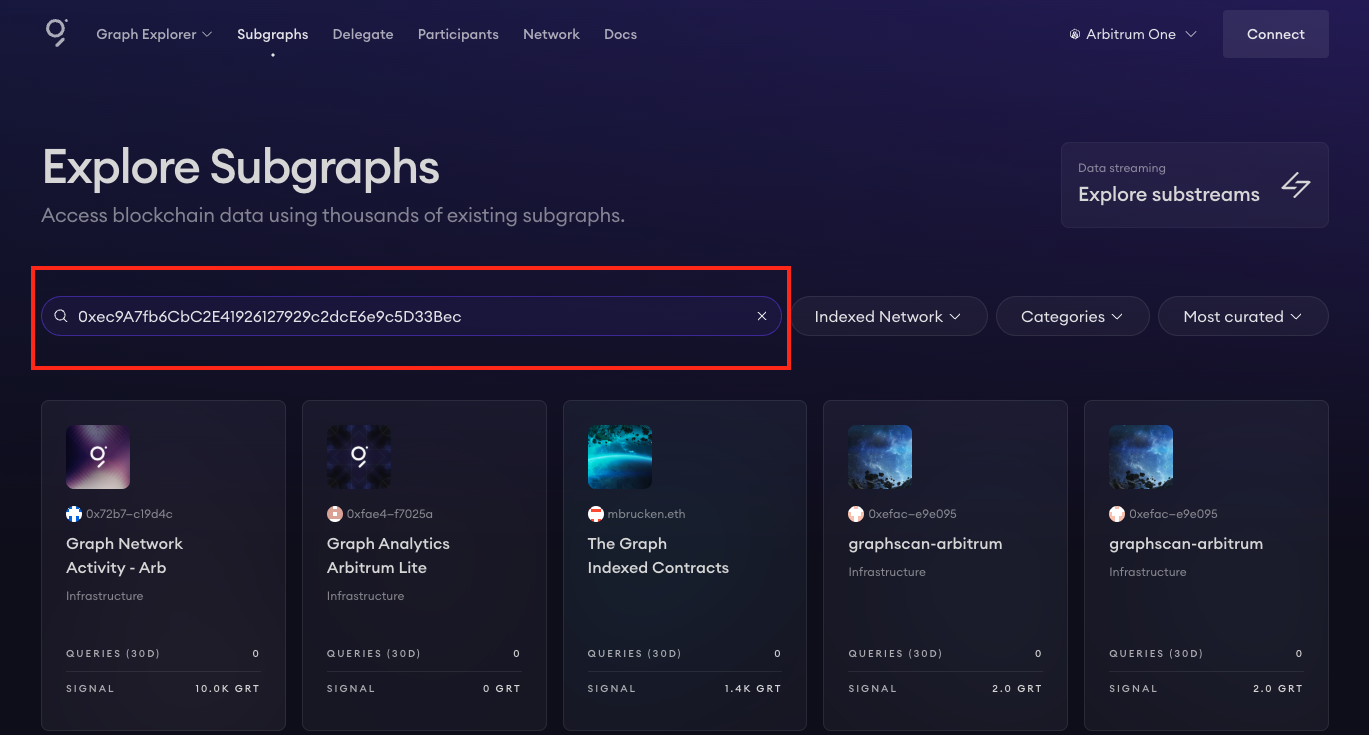 Graph Explorer Subgraphs Delegate Participants Network Docs Arbitrum One Connect
Explore Subgraphs
Access blockchain data using thousands of existing subgraphs.
Data streaming
Explore substreams
0xec9A7fb6CbC2E41926127929c2dcE6e9c5D33Bec
Indexed Network Categories Most curated
0x72b7–c19d4c
Graph Network
Activity - Arb
Infrastructure
QUERIES (30D) 0
SIGNAL 10.0K GRT
0xfae4–f7025a
Graph Analytics
Arbitrum Lite
Infrastructure
QUERIES (30D) 0
SIGNAL 0 GRT
mbrucken.eth
The Graph
Indexed Contracts
QUERIES (30D) 0
SIGNAL 1.4K GRT
0xefac–e9e095
graphscan-arbitrum
Infrastructure
QUERIES (30D) 0
SIGNAL 2.0 GRT
0xefac–e9e095
graphscan-arbitrum
Infrastructure
QUERIES (30D) 0
SIGNAL 2.0 GRT